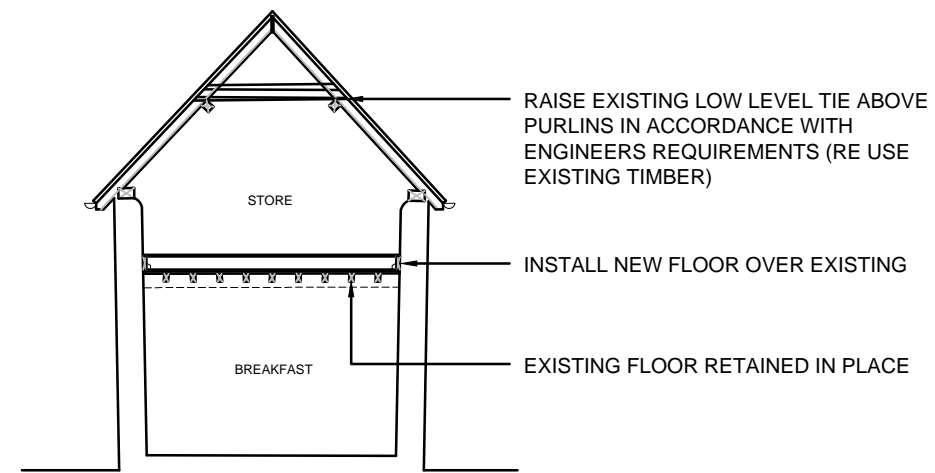 RAISE EXISTING LOW LEVEL TIE ABOVE
PURLINS IN ACCORDANCE WITH
ENGINEERS REQUIREMENTS (RE USE
EXISTING TIMBER)
STORE
INSTALL NEW FLOOR OVER EXISTING
EXISTING FLOOR RETAINED IN PLACE
BREAKFAST